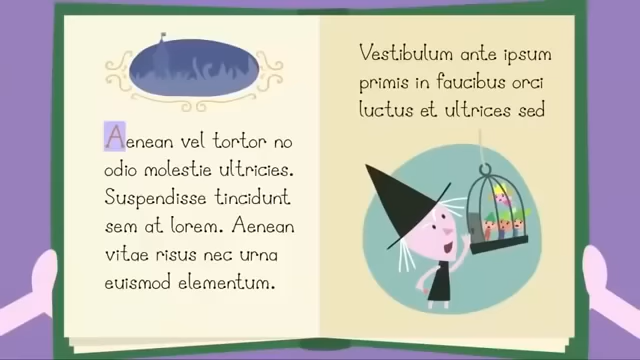 Aenean vel tortor no
odio molestie ultricies.
Suspendisse tincidunt
sem at lorem. Aenean
vitae risus nec urna
euismod elementum.
Vestibulum ante ipsum
primis in faucibus orci
luctus et ultrices sed